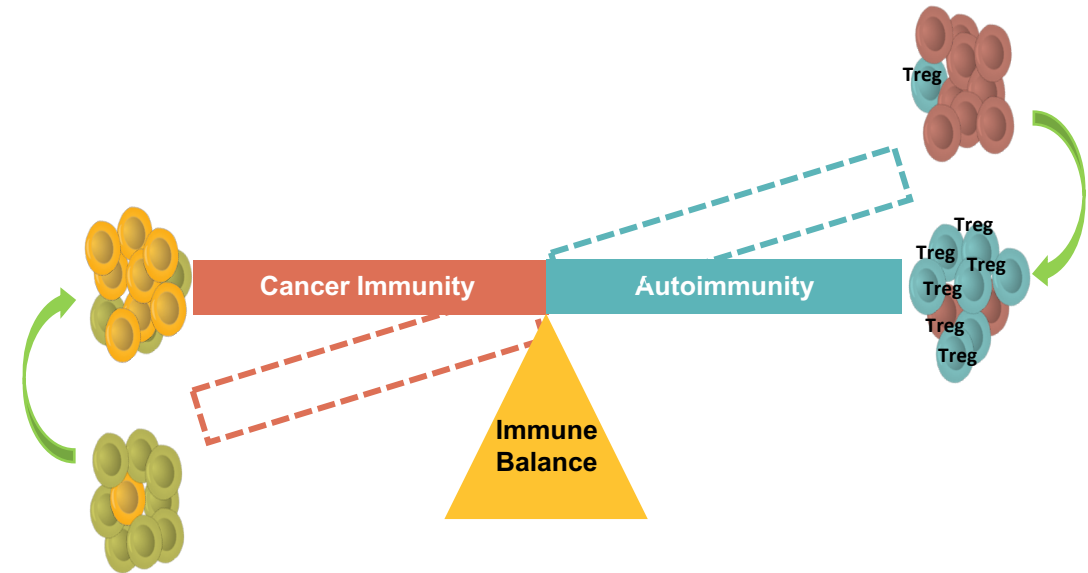 Treg
Treg
Treg
Treg
Cancer Immunity
Autoimmunity
Treg
Treg
Treg
Immune
Balance